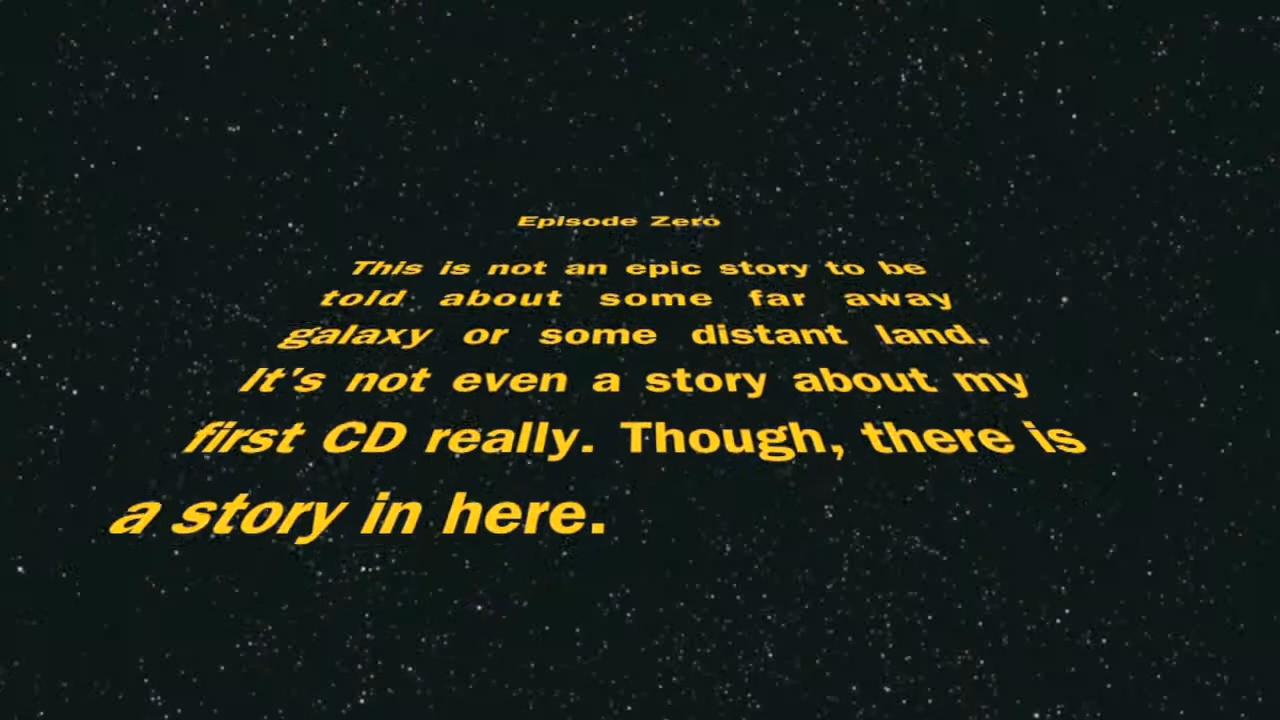 Episode Zero
This is not an epic story to be
told about some far away
galaxy or some distant land.
It's not even a story about my
first CD really. Though, there is
a story in here.